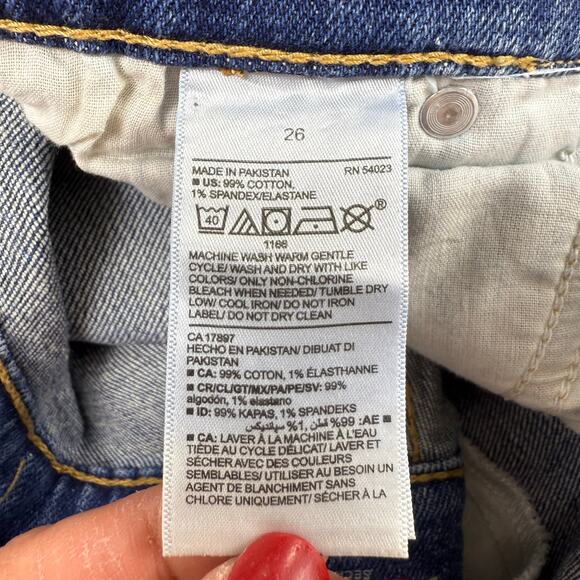 26
MADE IN PAKISTAN RN 54023
■ US: 99% COTTON,
1% SPANDEX/ELASTANE
40 ®
1166
MACHINE WASH WARM GENTLE
CYCLE/ WASH AND DRY WITH LIKE
COLORS/ ONLY NON-CHLORINE
BLEACH WHEN NEEDED/ TUMBLE DRY
LOW/ COOL IRON/ DO NOT IRON
LABEL/ DO NOT DRY CLEAN
CA 17897
HECHO EN PAKISTAN/ DIBUAT DI
PAKISTAN
■ CA: 99% COTON, 1% ÉLASTHANNE
■ CR/CL/GT/MX/PA/PE/SV: 99%
algodón, 1% elastano
■ ID: 99% KAPAS, 1% SPANDEKS
■ AE: 99% قطن, 1% سپاندیکس
■ CA: LAVER À LA MACHINE À L'EAU
TIÈDE AU CYCLE DÉLICAT/ LAVER ET
SÉCHER AVEC DES COULEURS
SEMBLABLES/ UTILISER AU BESOIN UN
AGENT DE BLANCHIMENT SANS
CHLORE UNIQUEMENT/ SÉCHER À LA